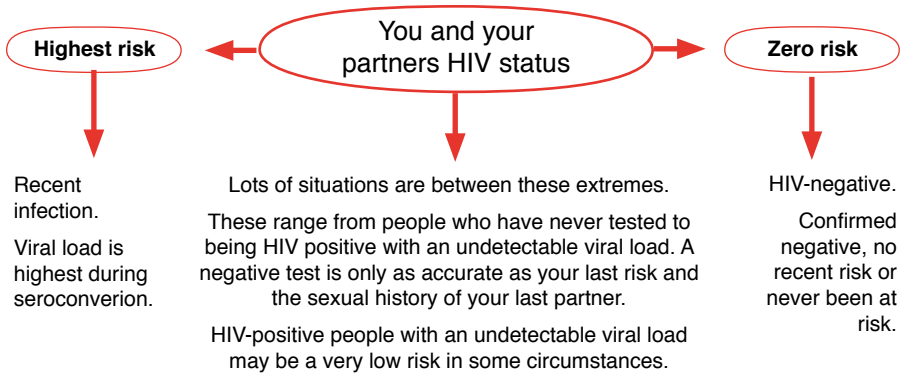 You and your
partners HIV status
Highest risk
Zero risk
Recent
infection.
Viral load is
highest during
seroconverion.
Lots of situations are between these extremes.
These range from people who have never tested to
being HIV positive with an undetectable viral load. A
negative test is only as accurate as your last risk and
the sexual history of your last partner.
HIV-positive people with an undetectable viral load
may be a very low risk in some circumstances.
HIV-negative.
Confirmed
negative, no
recent risk or
never been at
risk.